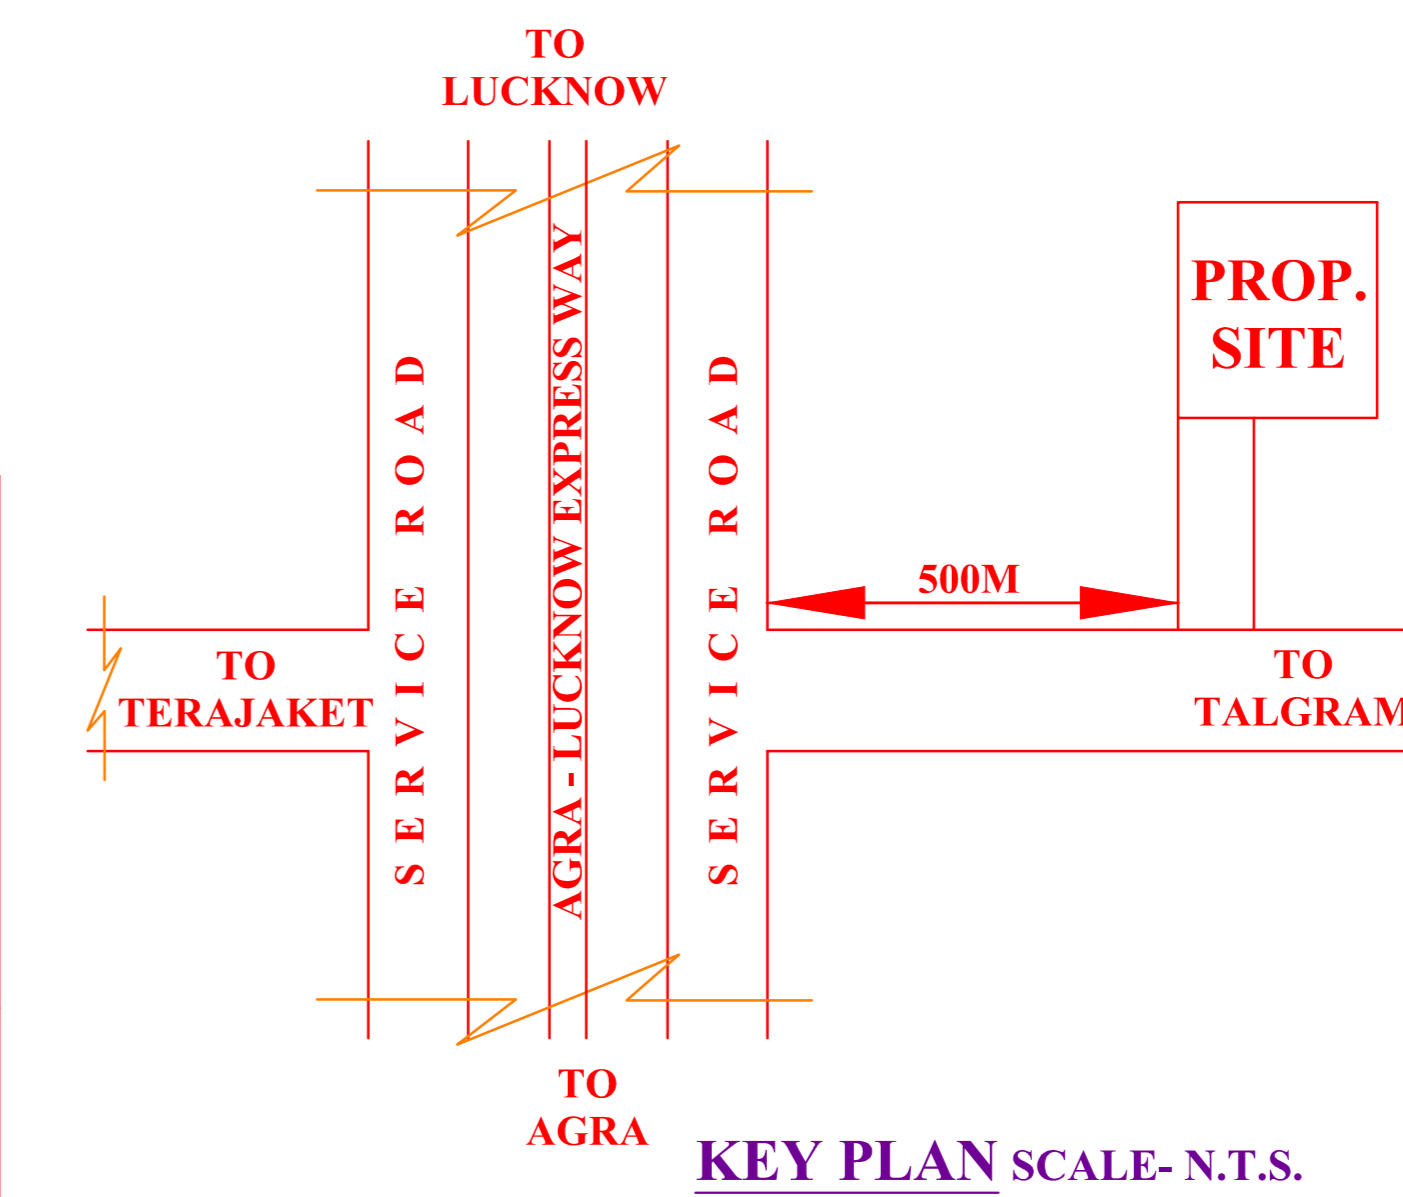 TO
LUCKNOW
PROP.
SITE
SERVICE ROAD
AGRA - LUCKNOW EXPRESS WAY
SERVICE ROAD
500M
TO
TERAJAKET
TO
TALGRAM
TO
AGRA
KEY PLAN SCALE- N.T.S.